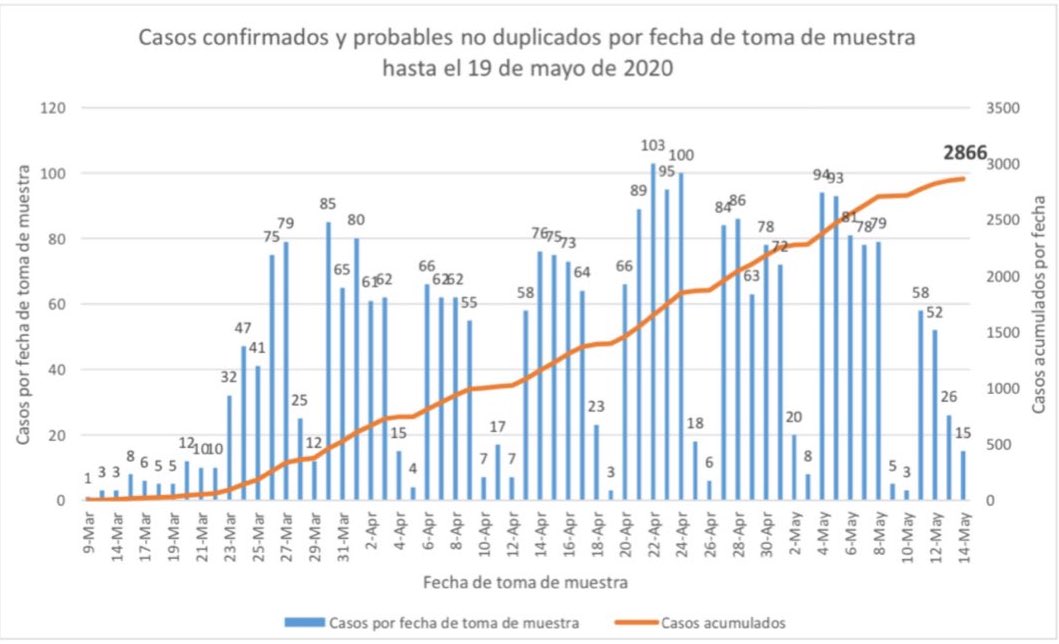 Casos confirmados y probables no duplicados por fecha de toma de muestra
hasta el 19 de mayo de 2020
Casos por fecha de toma de muestra
120
100
80
60
40
20
0
1
3
3
8
6
5
5
12
10
10
32
47
41
75
79
25
12
85
65
80
61
62
15
4
66
62
62
55
7
17
7
58
76
75
73
64
23
3
66
89
103
95
100
18
6
84
86
63
78
72
20
8
94
93
81
78
79
5
3
58
52
26
15
2866
3500
3000
2500
2000
1500
1000
500
0
Casos acumulados por fecha
9-Mar
14-Mar
17-Mar
19-Mar
21-Mar
23-Mar
25-Mar
27-Mar
29-Mar
31-Mar
2-Apr
4-Apr
6-Apr
8-Apr
10-Apr
12-Apr
14-Apr
16-Apr
18-Apr
20-Apr
22-Apr
24-Apr
26-Apr
28-Apr
30-Apr
2-May
4-May
6-May
8-May
10-May
12-May
14-May
Fecha de toma de muestra
Casos por fecha de toma de muestra
Casos acumulados